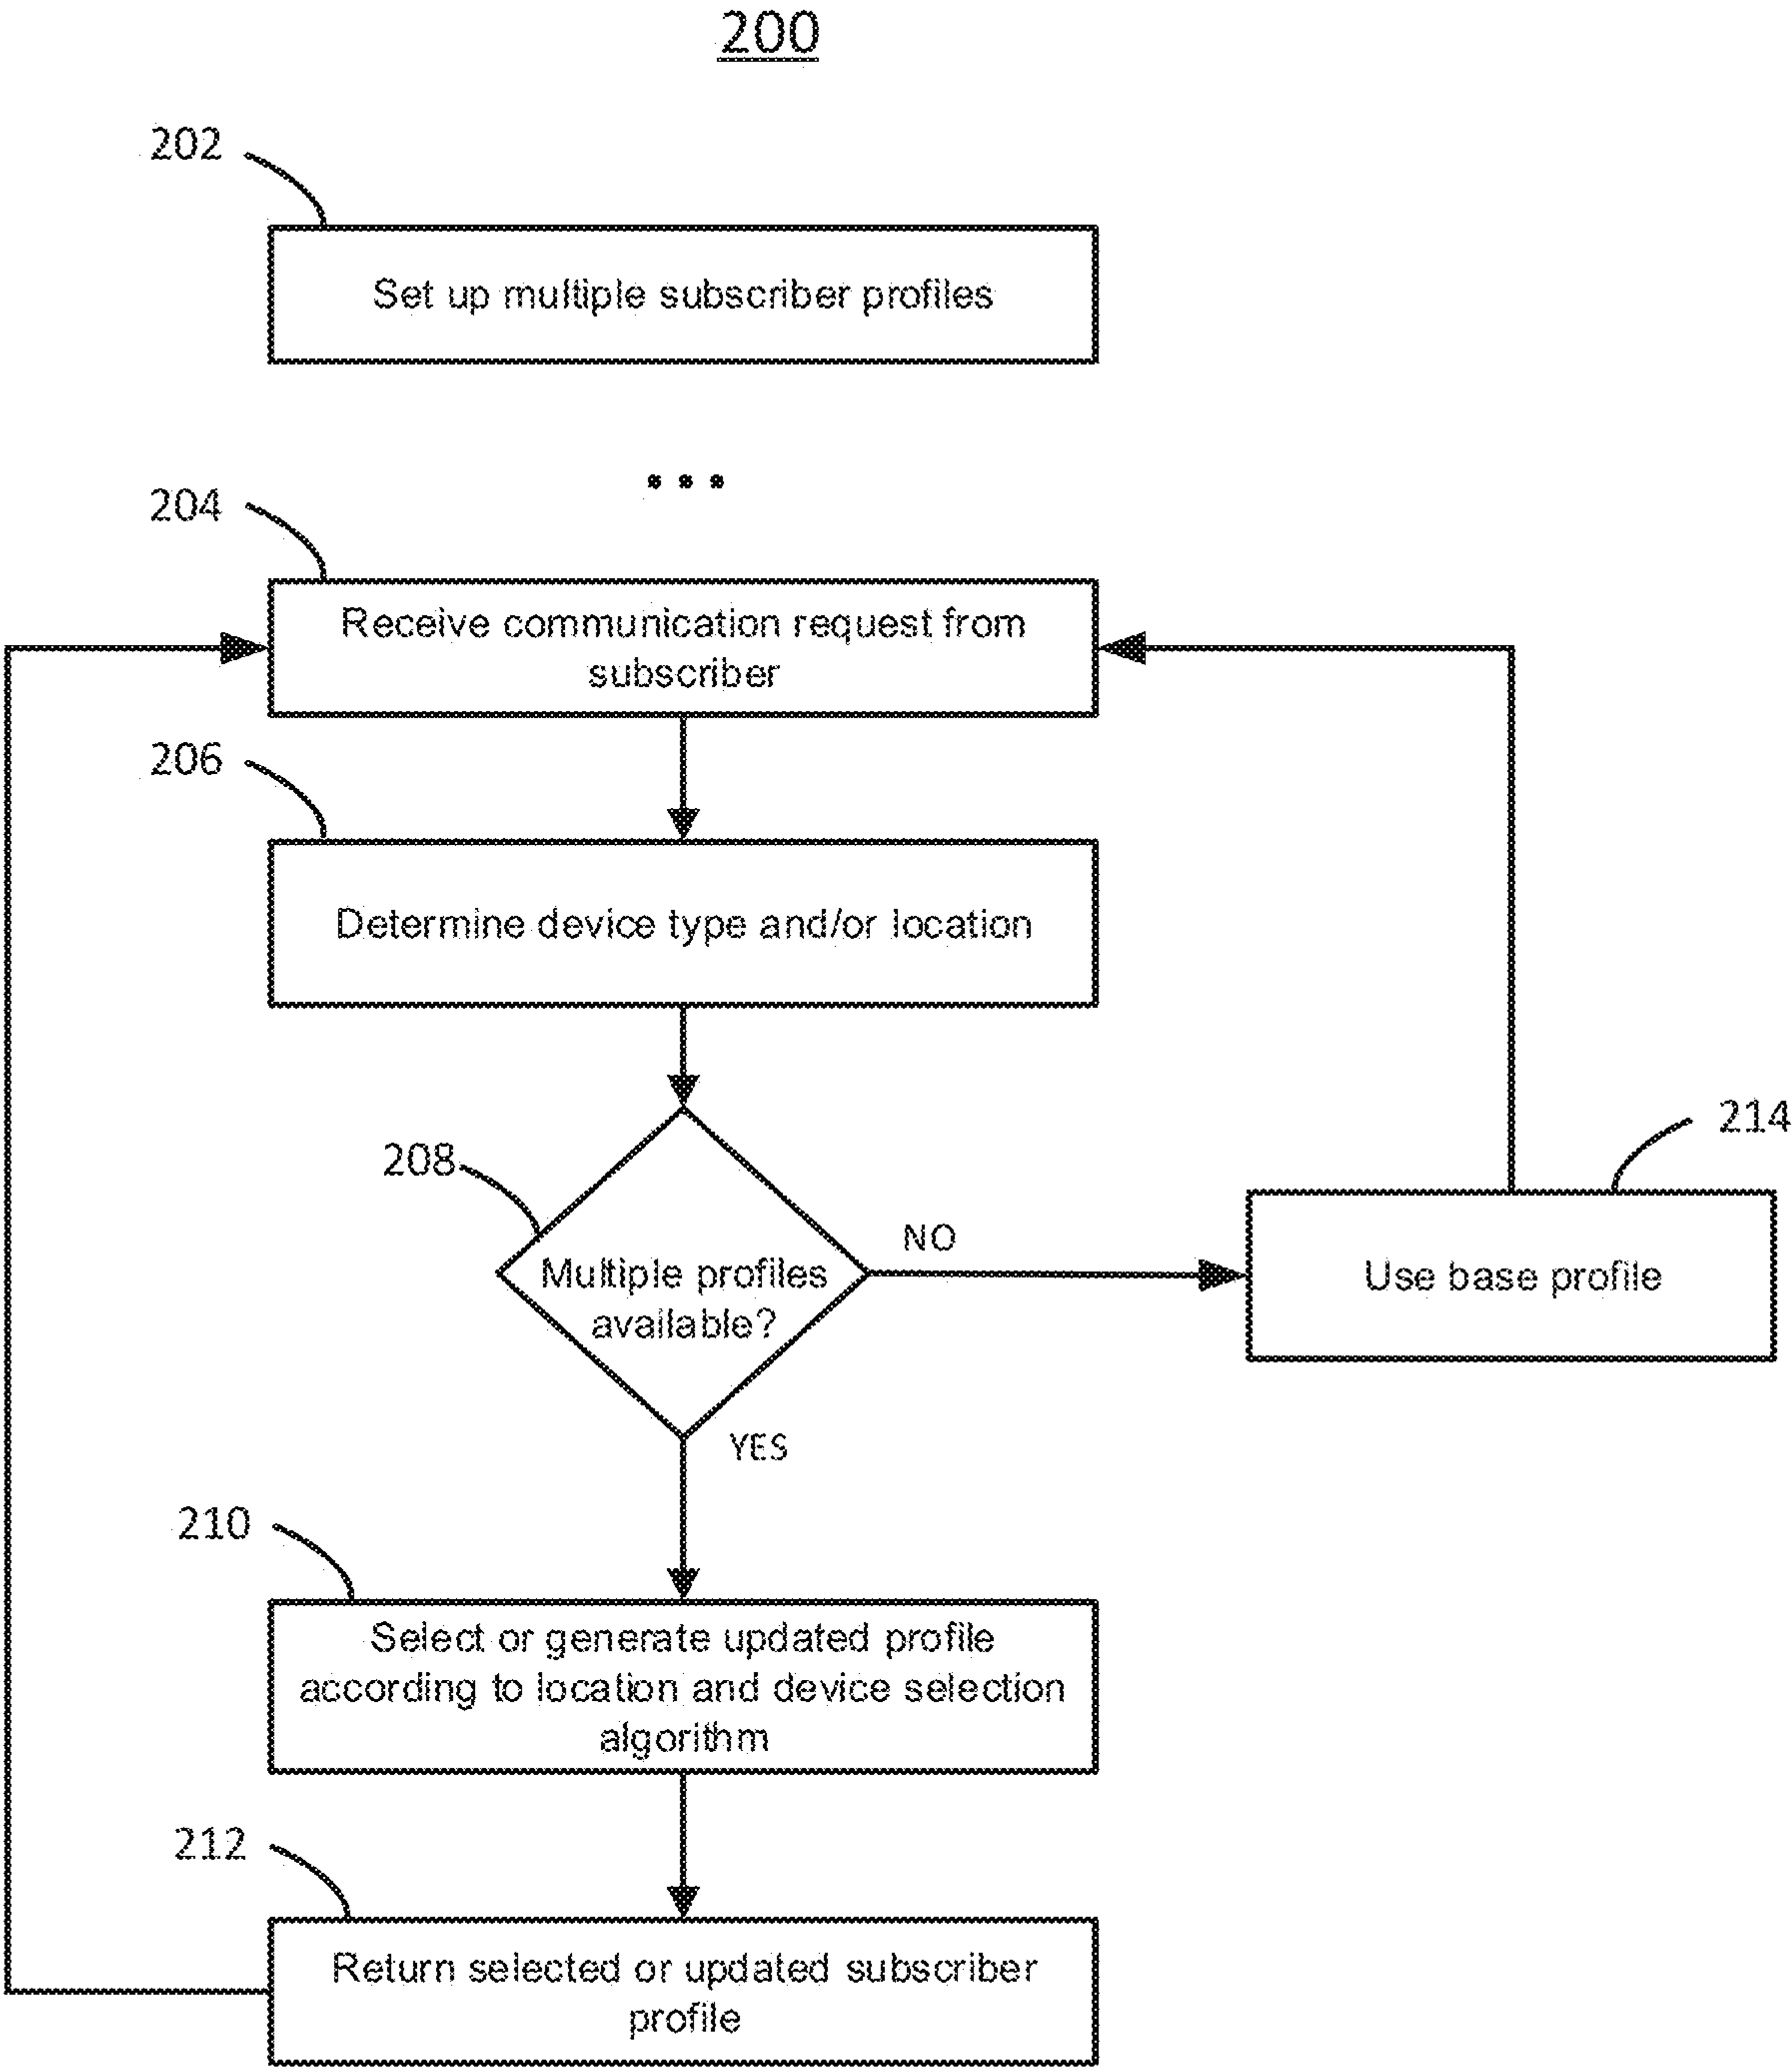 200
202
Set up multiple subscriber profiles
...
204
Receive communication request from
subscriber
206
Determine device type and/or location
208
Multiple profiles
available?
NO
214
Use base profile
YES
210
Select or generate updated profile
according to location and device selection
algorithm
212
Return selected or updated subscriber
profile